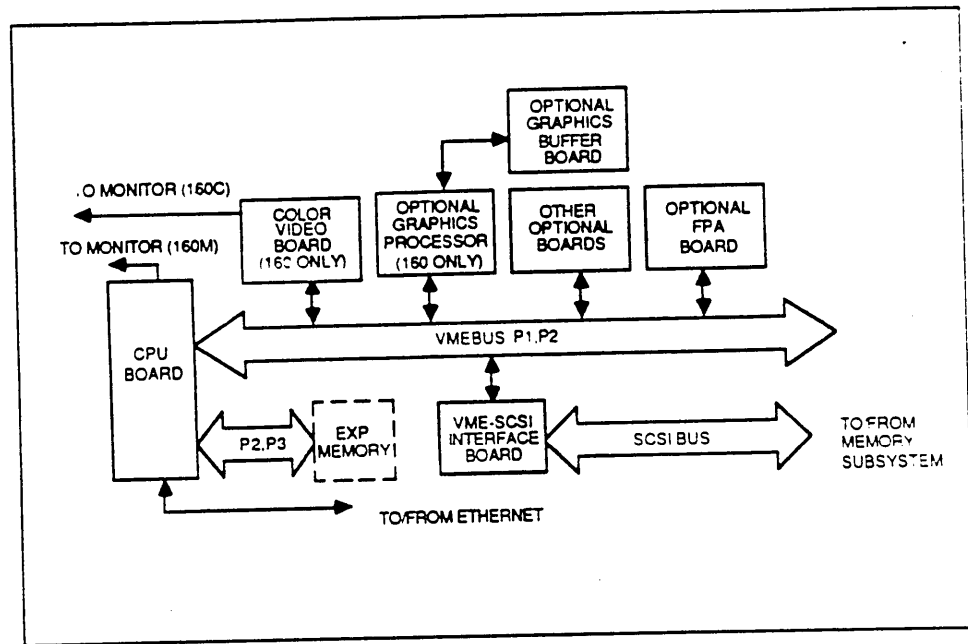 OPTIONAL
GRAPHICS
BUFFER
BOARD
.O MONITOR (160C)
COLOR
VIDEO
BOARD
(160 ONLY)
OPTIONAL
GRAPHICS
PROCESSOR
(160 ONLY)
OTHER
OPTIONAL
BOARDS
OPTIONAL
FPA
BOARD
TO MONITOR (160M)
CPU
BOARD
VMEBUS P1,P2
P2,P3
EXP
MEMORY
VME-SCSI
INTERFACE
BOARD
SCSI BUS
TO/FROM
MEMORY
SUBSYSTEM
TO/FROM ETHERNET